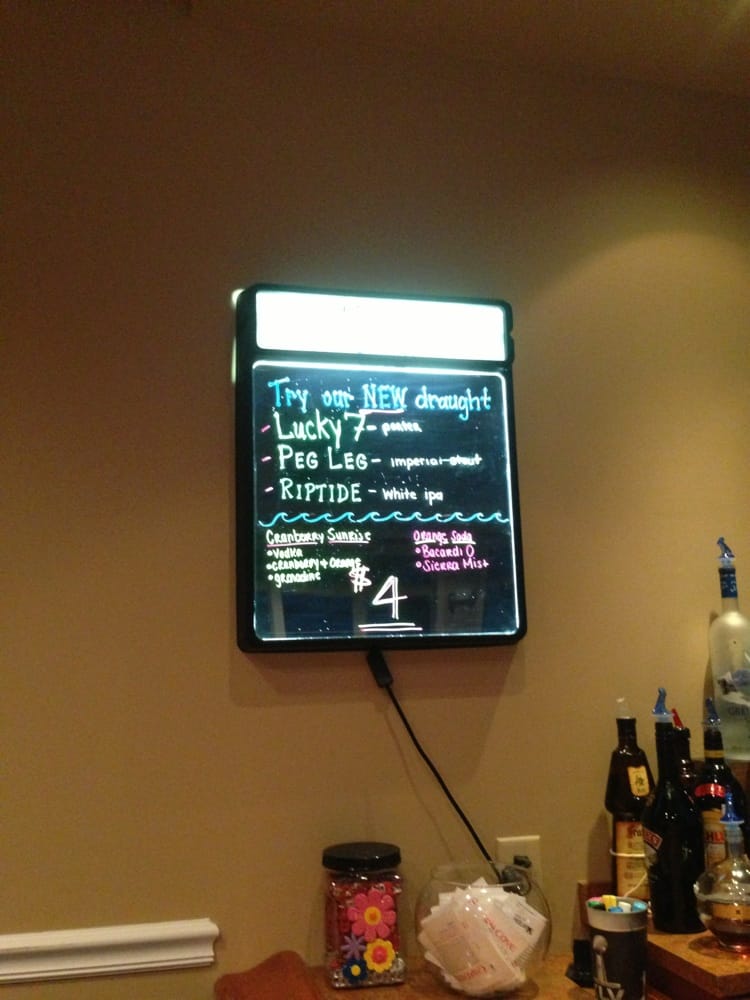 Try our NEW draught
- Lucky 7 - porter
- PEG LEG - imperial stout
- RIPTIDE - white ipa
Cranberry Sunrise
• Vodka
• cranberry + orange
• grenadine
Orange Soda
• Bacardi O
• Sierra Mist
$4